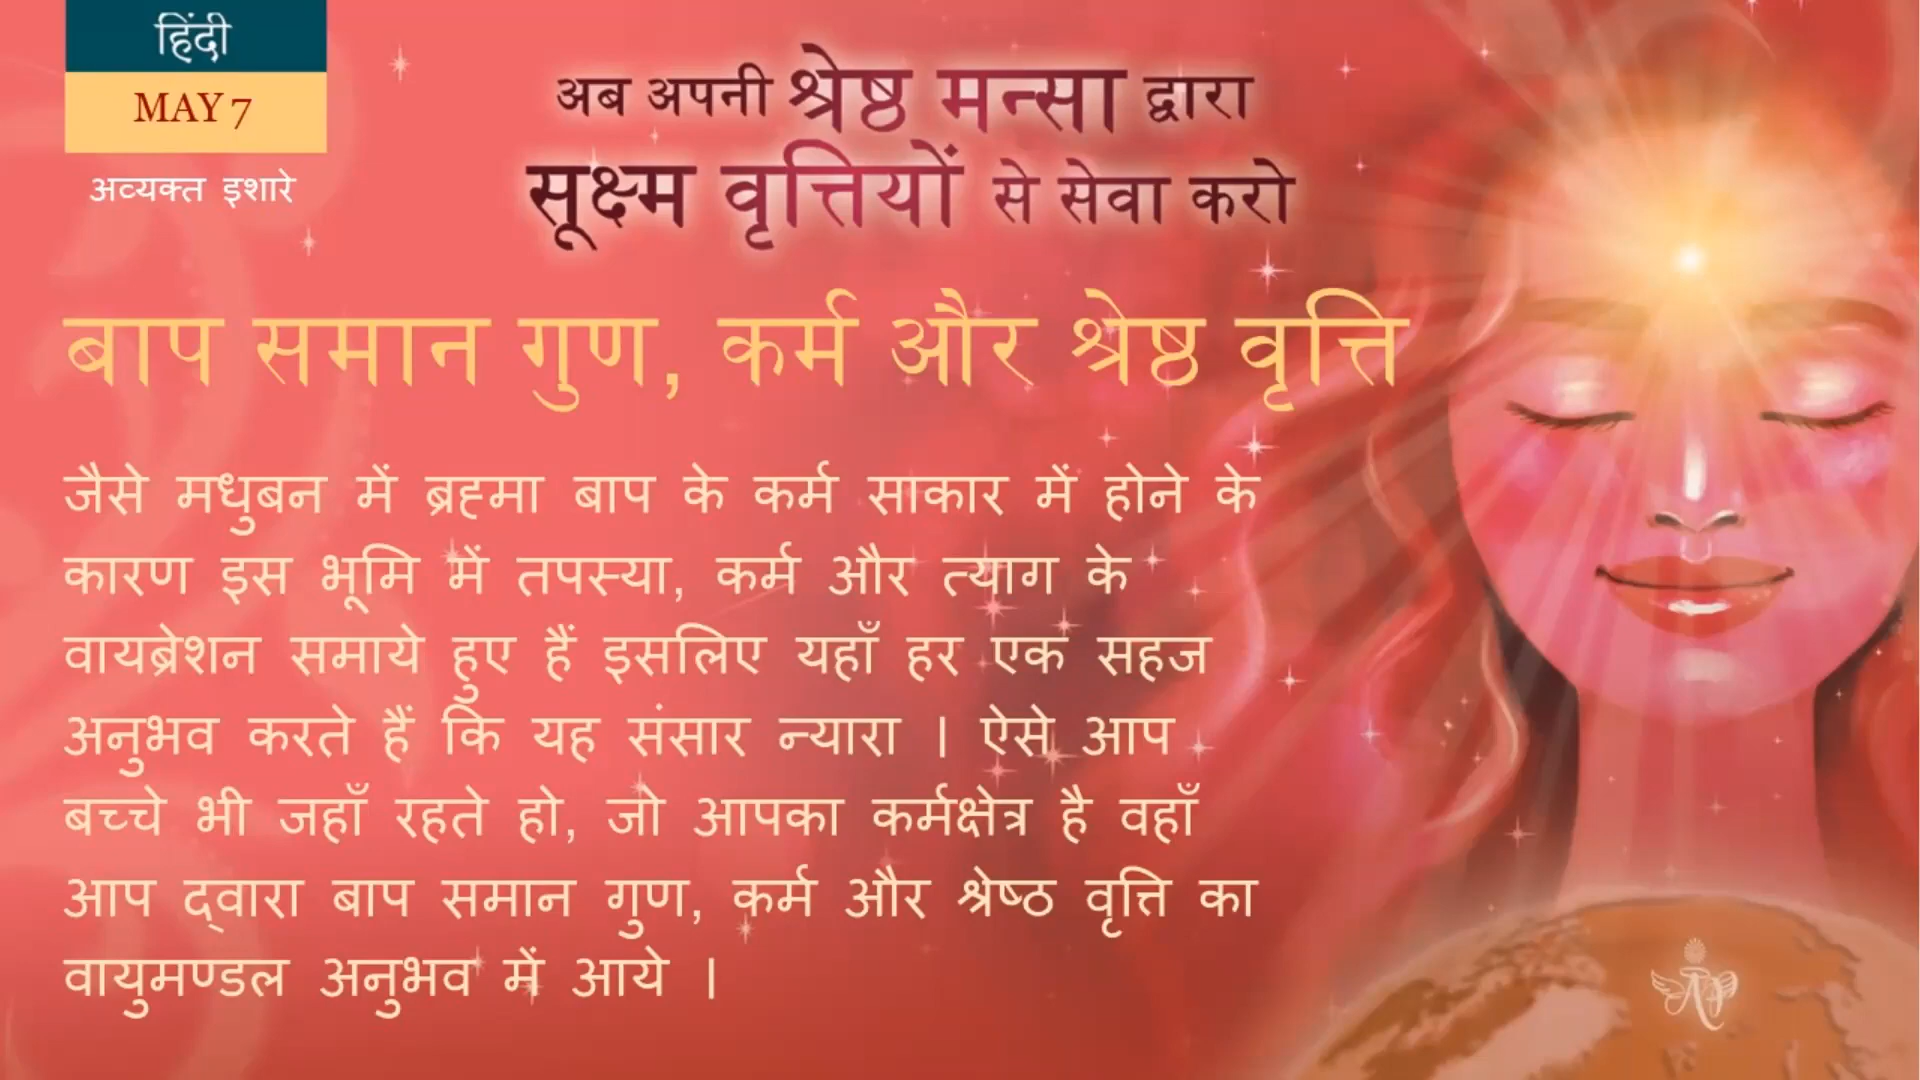 हिंदी
MAY 7
अव्यक्त इशारे
अब अपनी श्रेष्ठ मन्सा द्वारा
सूक्ष्म वृत्तियों से सेवा करो
बाप समान गुण, कर्म और श्रेष्ठ वृत्ति
जैसे मधुबन में ब्रह्मा बाप के कर्म साकार में होने के
कारण इस भूमि में तपस्या, कर्म और त्याग के
वायब्रेशन समाये हुए हैं इसलिए यहाँ हर एक सहज
अनुभव करते हैं कि यह संसार न्यारा ।  ऐसे आप
बच्चे भी जहाँ रहते हो, जो आपका कर्मक्षेत्र है वहाँ
आप द्वारा बाप समान गुण, कर्म और श्रेष्ठ वृत्ति का
वायुमण्डल अनुभव में आये ।